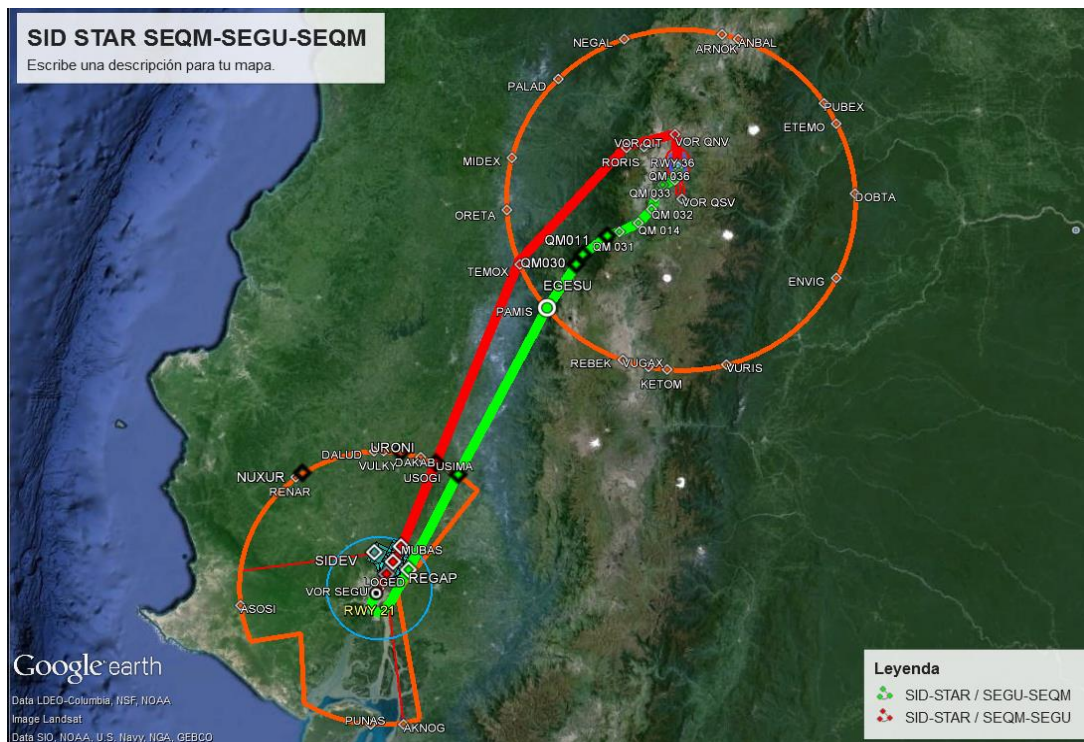 SID STAR SEQM-SEGU-SEQM
Escribe una descripción para tu mapa.
NEGAL
ARNOK
ANBAL
PALAD
PUBEX
ETEMO
VOR QIT
VOR QNV
MIDEX
RORIS
RWY 36
QM 036
QM 033
VOR QSV
DOBTA
ORETA
QM 032
QM 014
QM011
QM 031
TEMOX
QM030
EGESU
ENVIG
PAMIS
REBEK
VUGAX
VURIS
KETOM
URONI
DALUD
DAKAB
VULKY
USIMA
NUXUR
USOGI
RENAR
MUBAS
SIDEV
REGAP
LOGED
VOR SEGU
RWY 21
ASOSI
PUNAS
AKNOG
Google earth
Data LDEO-Columbia, NSF, NOAA
Image Landsat
Data SIO, NOAA, U.S. Navy, NGA, GEBCO
Leyenda
SID-STAR / SEGU-SEQM
SID-STAR / SEQM-SEGU